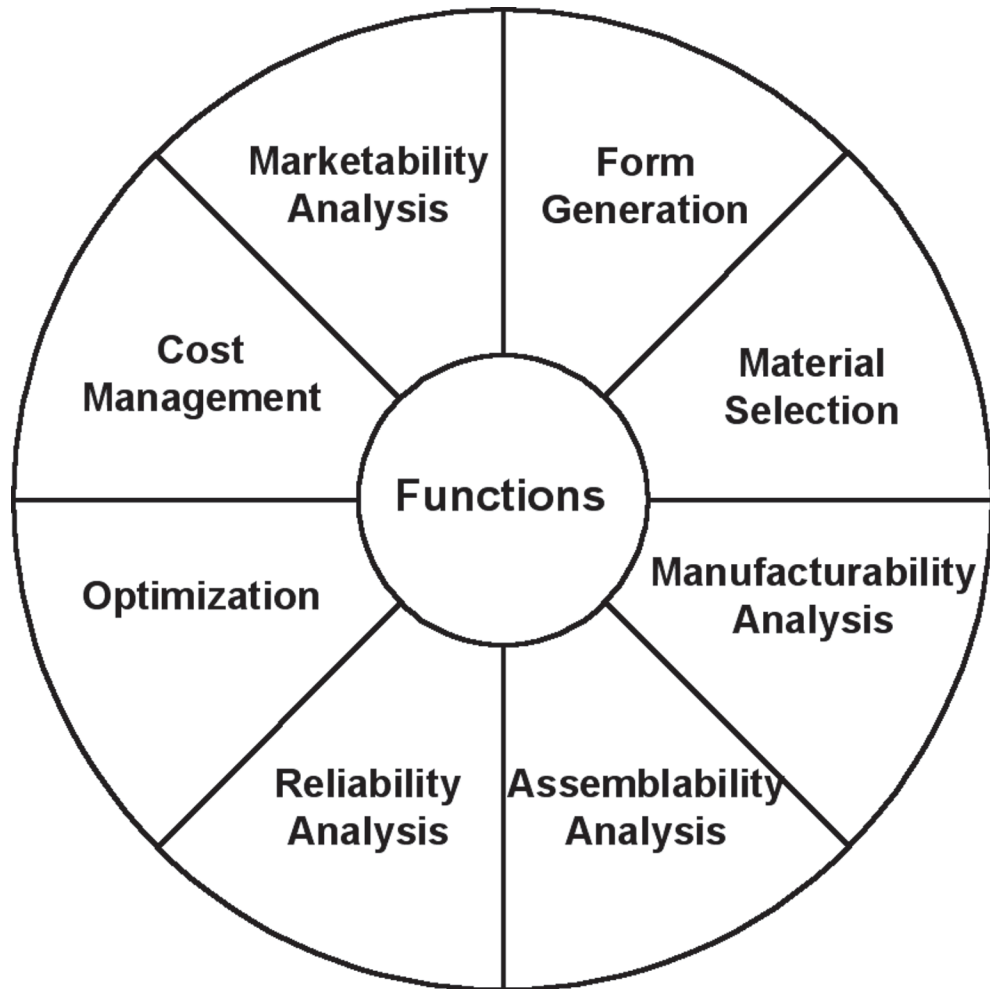 Marketability
Analysis
Form
Generation
Cost
Management
Material
Selection
Functions
Optimization
Manufacturability
Analysis
Reliability
Analysis
Assemblability
Analysis